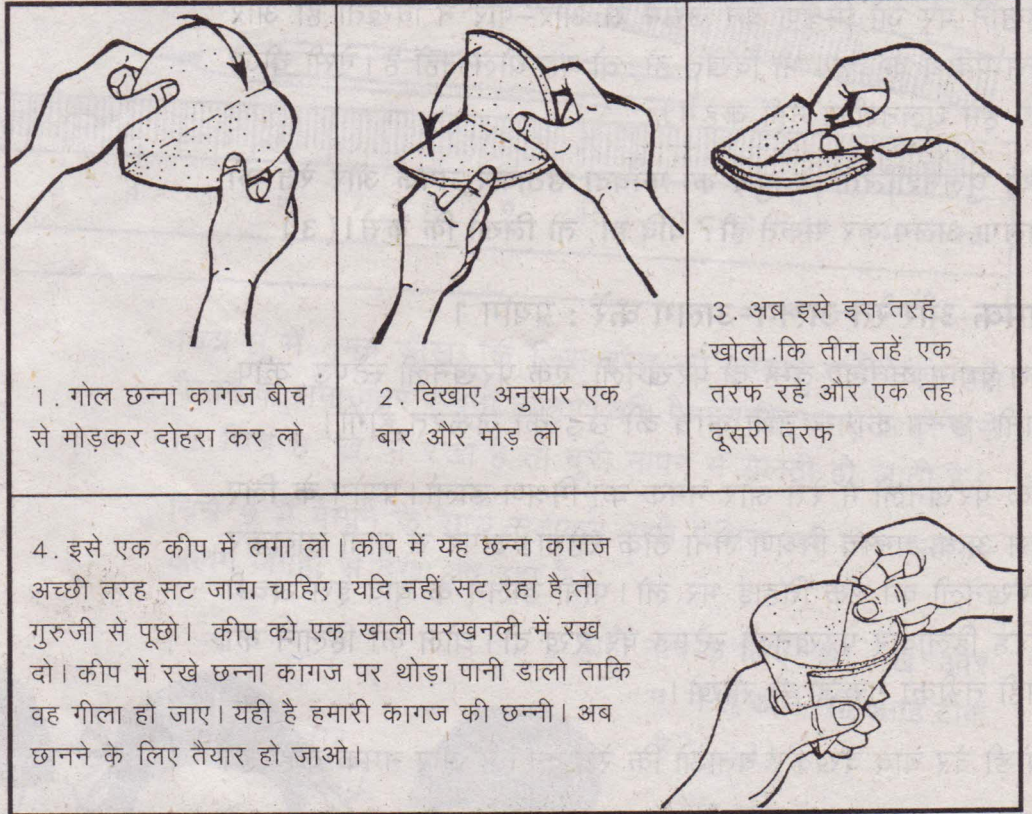 1. गोल छन्ना कागज बीच
से मोड़कर दोहरा कर लो
2. दिखाए अनुसार एक
बार और मोड़ लो
3. अब इसे इस तरह
खोलो कि तीन तहें एक
तरफ रहें और एक तह
दूसरी तरफ
4. इसे एक कीप में लगा लो। कीप में यह छन्ना कागज
अच्छी तरह सट जाना चाहिए। यदि नहीं सट रहा है तो
गुरुजी से पूछो। कीप को एक खाली परखनली में रख
दो। कीप में रखे छन्ना कागज पर थोड़ा पानी डालो ताकि
वह गीला हो जाए। यही है हमारी कागज की छन्नी। अब
छानने के लिए तैयार हो जाओ।